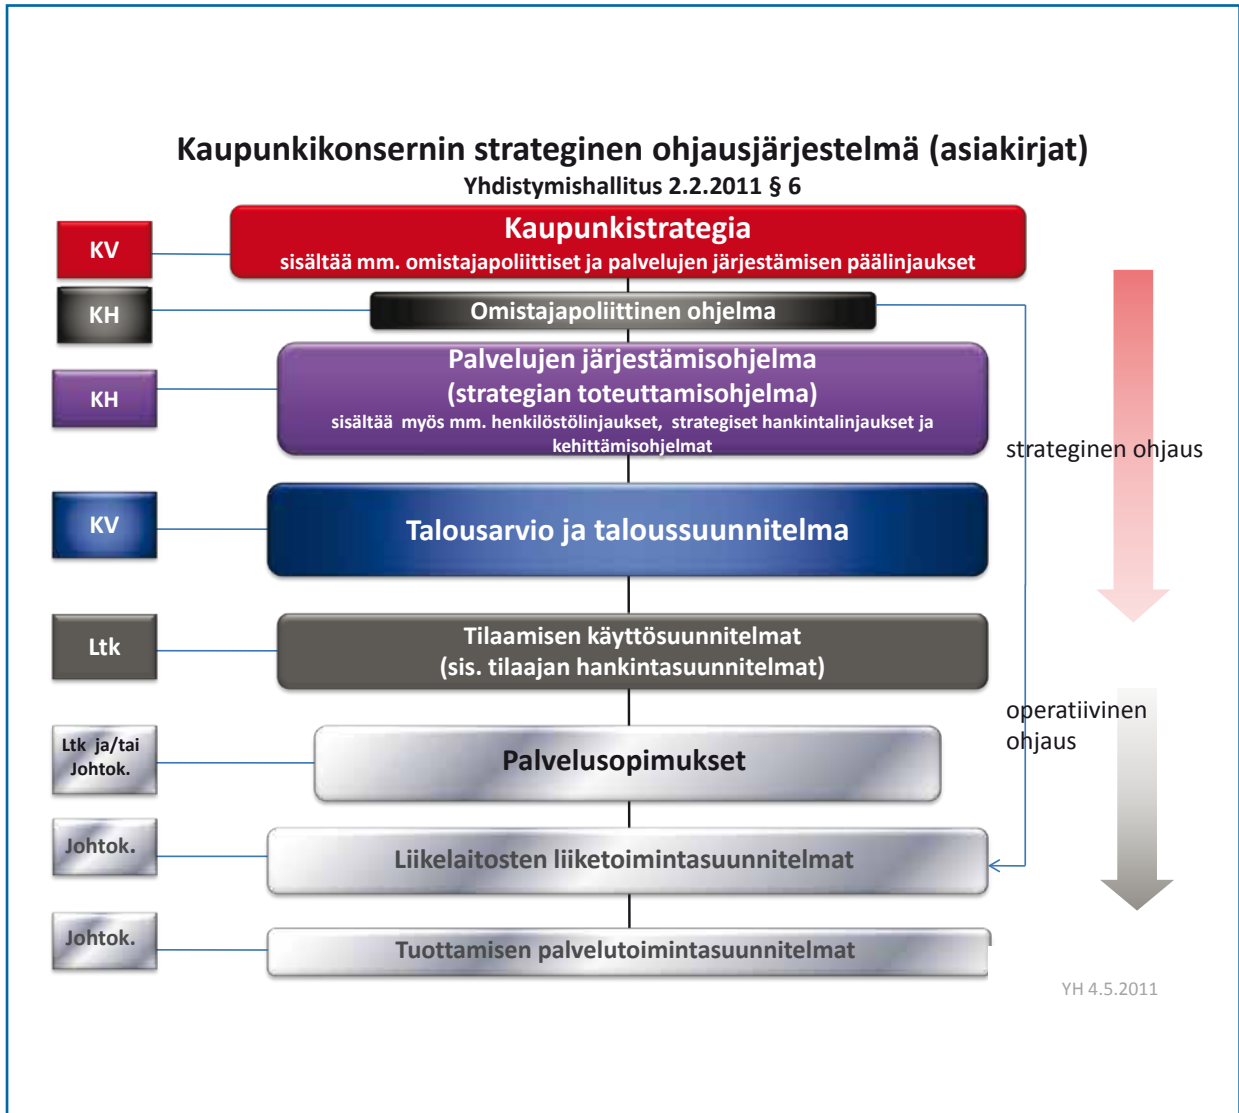 Kaupunkikonsernin strateginen ohjausjärjestelmä (asiakirjat)
Yhdistymishallitus 2.2.2011 § 6
KV
Kaupunkistrategia
sisältää mm. omistajapoliittiset ja palvelujen järjestämisen päälinjaukset
KH
Omistajapoliittinen ohjelma
KH
Palvelujen järjestämisohjelma
(strategian toteuttamisohjelma)
sisältää myös mm. henkilöstölinjaukset, strategiset hankintalinjaukset ja
kehittämisohjelmat
strateginen ohjaus
KV
Talousarvio ja taloussuunnitelma
Ltk
Tilaamisen käyttösuunnitelmat
(sis. tilaajan hankintasuunnitelmat)
operatiivinen
ohjaus
Ltk ja/tai
Johtok.
Palvelusopimukset
Johtok.
Liikelaitosten liiketoimintasuunnitelmat
Johtok.
Tuottamisen palvelutoimintasuunnitelmat
YH 4.5.2011